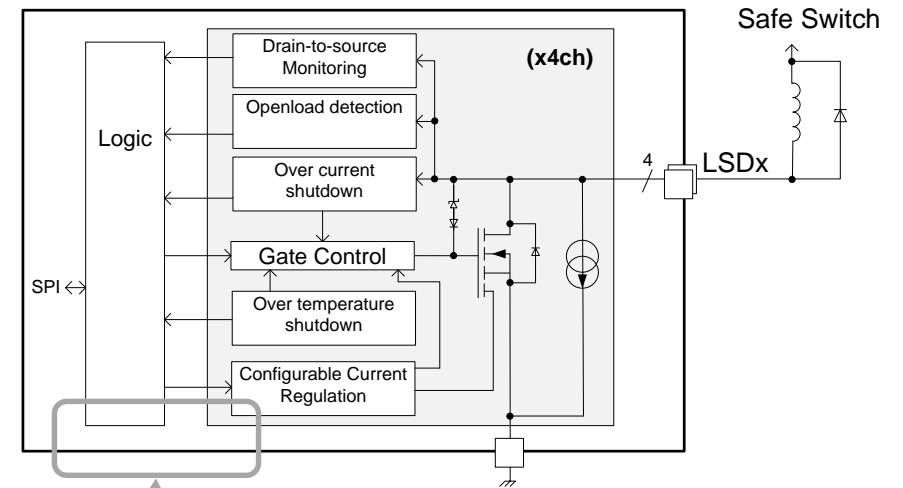 Safe Switch
Drain-to-source
Monitoring
(x4ch)
Openload detection
Logic
Over current
shutdown
4
LSDx
Gate Control
SPI
Over temperature
shutdown
Configurable Current
Regulation